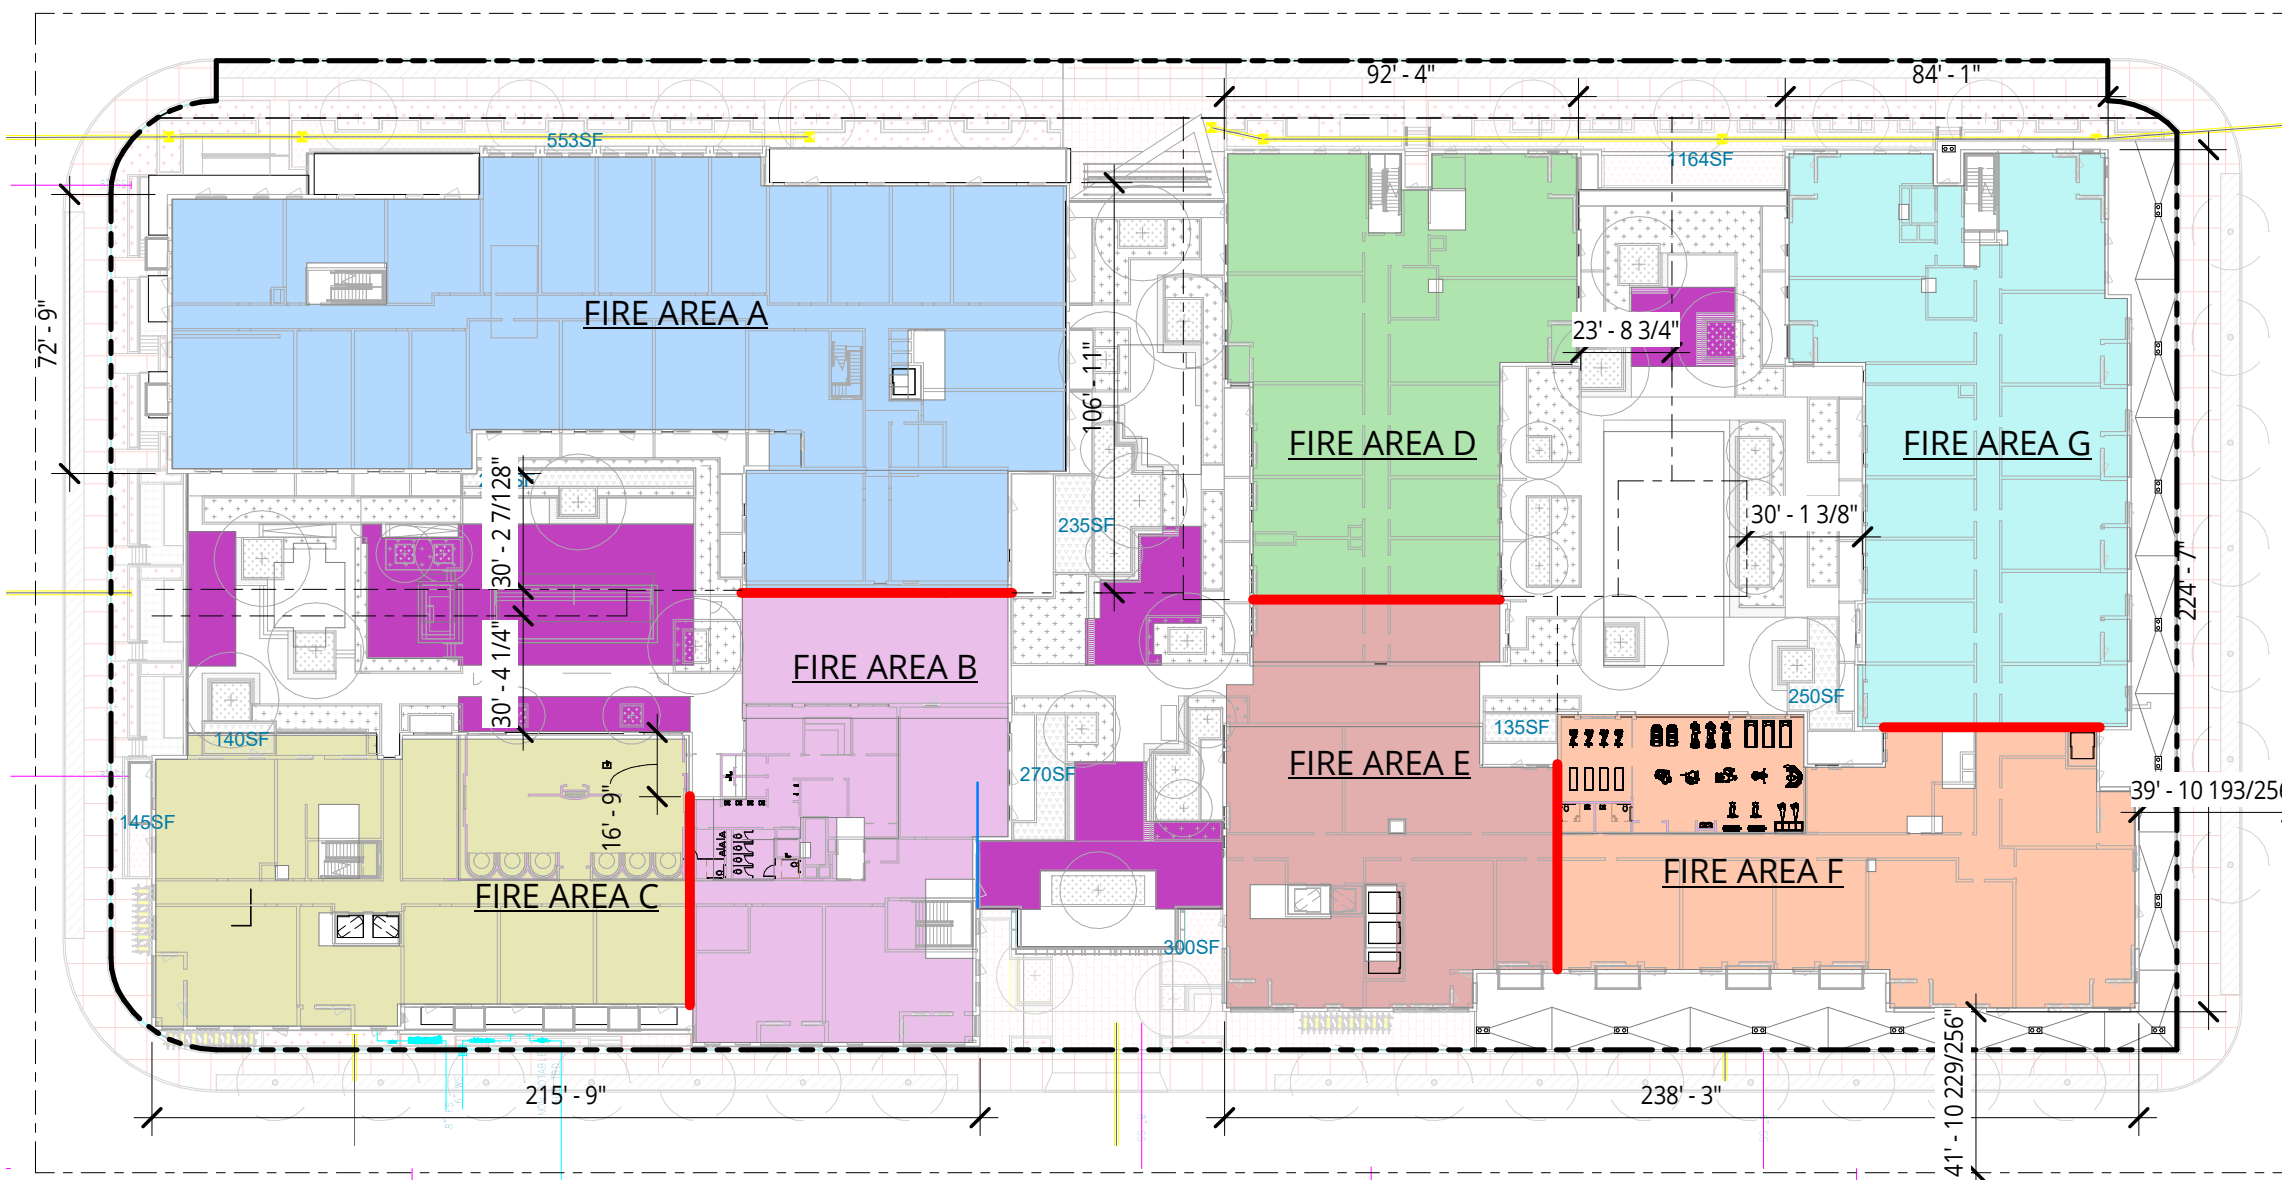 92' - 4"
84' - 1"
553SF
1164SF
72' - 9"
FIRE AREA A
23' - 8 3/4"
106' - 11"
FIRE AREA D
FIRE AREA G
30' - 2 7/128"
235SF
30' - 1 3/8"
224' - 7"
30' - 4 1/4"
FIRE AREA B
250SF
140SF
135SF
270SF
FIRE AREA E
16' - 9"
39' - 10 193/256
145SF
FIRE AREA C
FIRE AREA F
300SF
41' - 10 229/256"
215' - 9"
238' - 3"